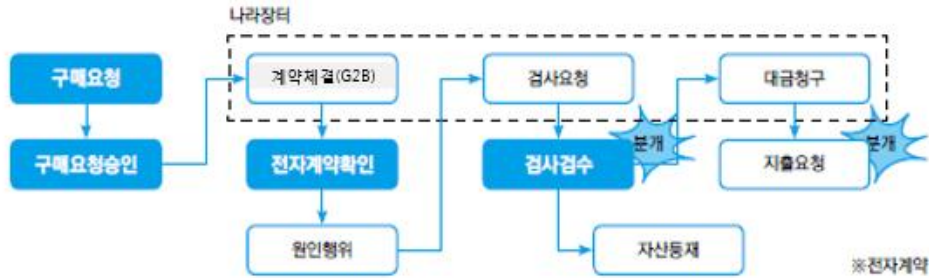 나라장터
구매요청
계약체결(G2B)
검사요청
대금청구
구매요청승인
전자계약확인
검사검수
분개
지출요청
분개
원인행위
자산등재
※전자계약